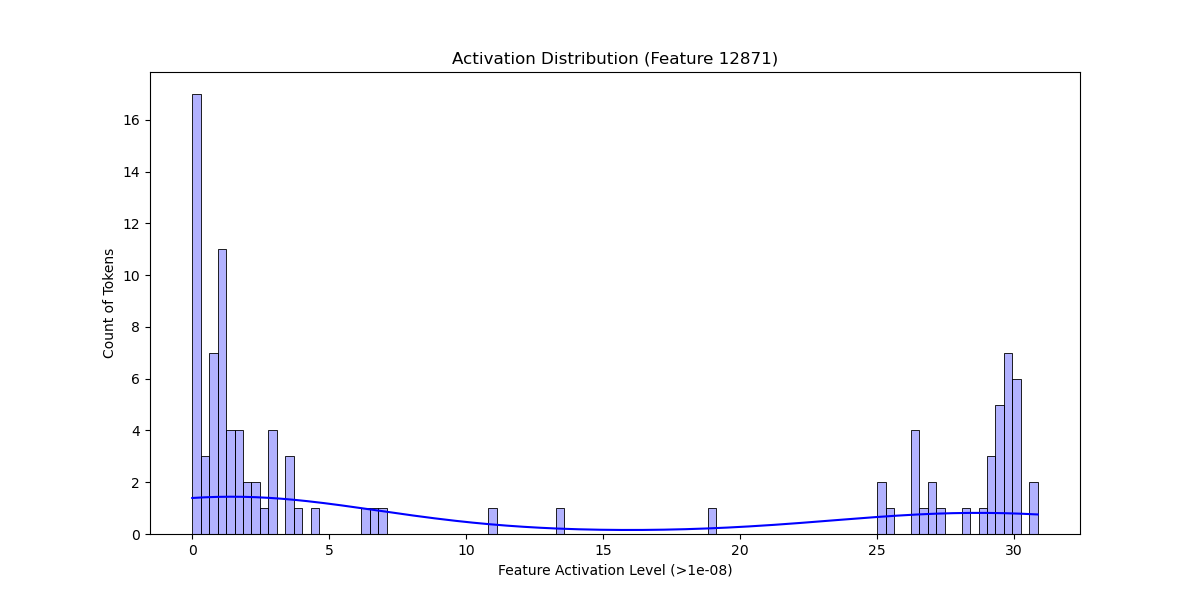 Activation Distribution (Feature 12871)
Count of Tokens
16
14
12
10
8
6
4
2
0
0 5 10 15 20 25 30
Feature Activation Level (>1e-08)